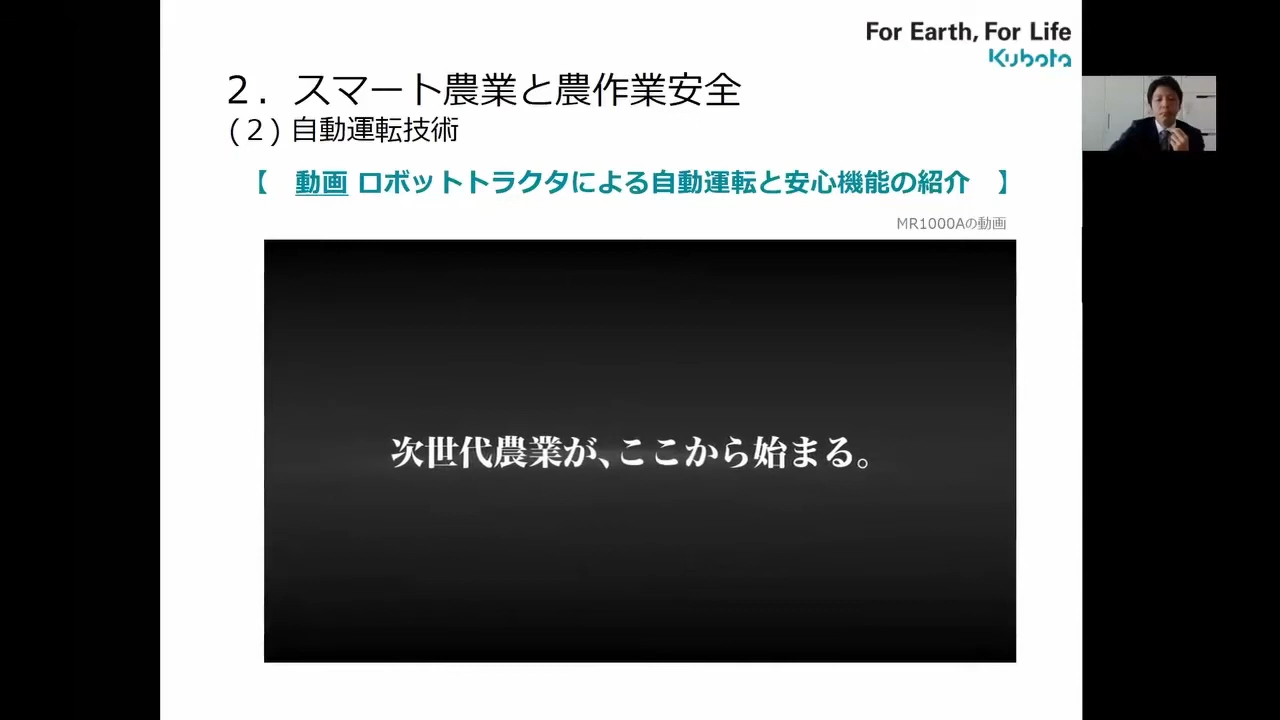 For Earth, For Life
Kubota
2．スマート農業と農作業安全
(２) 自動運転技術
【　動画 ロボットトラクタによる自動運転と安心機能の紹介　】
MR1000Aの動画
次世代農業が、ここから始まる。